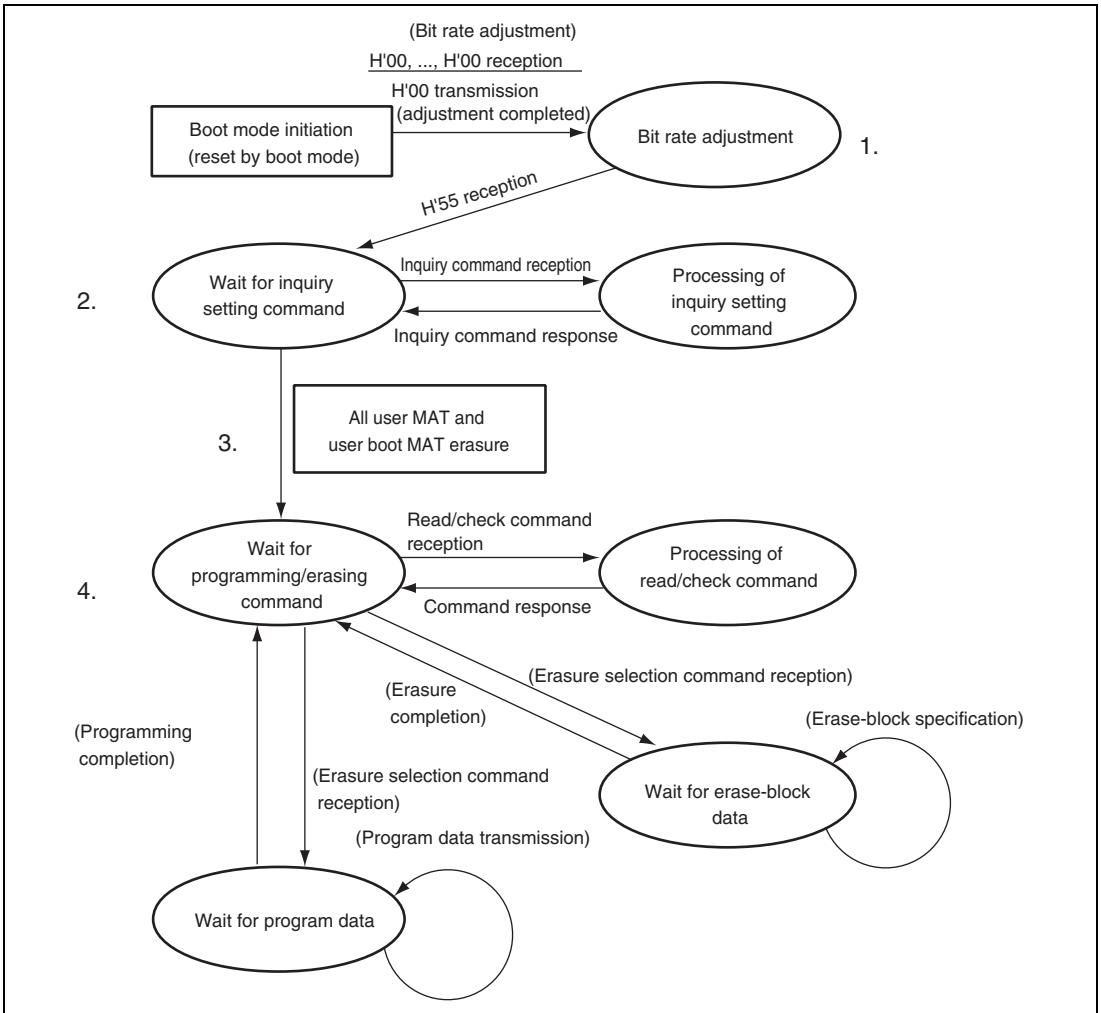 (Bit rate adjustment)
H'00, ..., H'00 reception
H'00 transmission
(adjustment completed)
Boot mode initiation
(reset by boot mode)
Bit rate adjustment
1.
H'55 reception
2.
Wait for inquiry
setting command
Inquiry command reception
Inquiry command response
Processing of
inquiry setting
command
3.
All user MAT and
user boot MAT erasure
4.
Wait for
programming/erasing
command
Read/check command
reception
Command response
Processing of
read/check command
(Erasure selection command reception)
(Erasure
completion)
(Erase-block specification)
(Programming
completion)
(Erasure selection command
reception)
Wait for erase-block
data
(Program data transmission)
Wait for program data